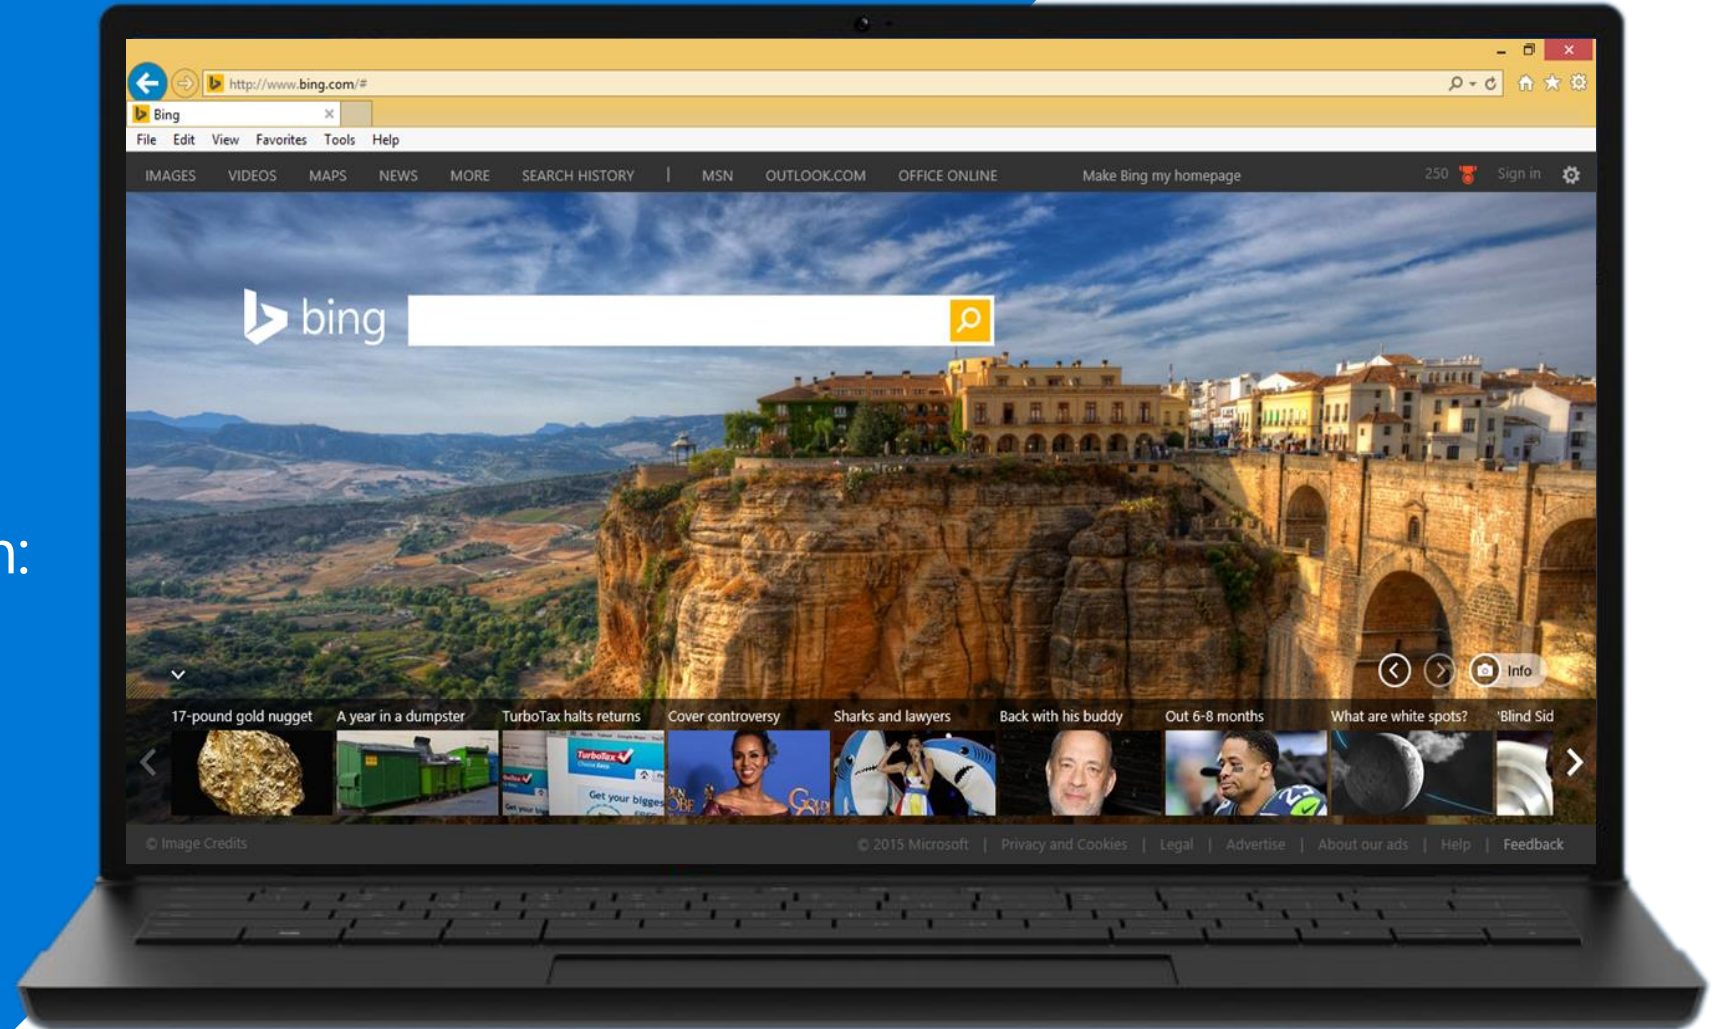 http://www.bing.com/#
Bing
File Edit View Favorites Tools Help
IMAGES VIDEOS MAPS NEWS MORE SEARCH HISTORY | MSN OUTLOOK.COM OFFICE ONLINE Make Bing my homepage 250 Sign in
bing
n:
Info
17-pound gold nugget A year in a dumpster TurboTax halts returns Cover controversy Sharks and lawyers Back with his buddy Out 6-8 months What are white spots? 'Blind Sid
TurboTax
Get your bigges
© Image Credits © 2015 Microsoft | Privacy and Cookies | Legal | Advertise | About our ads | Help | Feedback